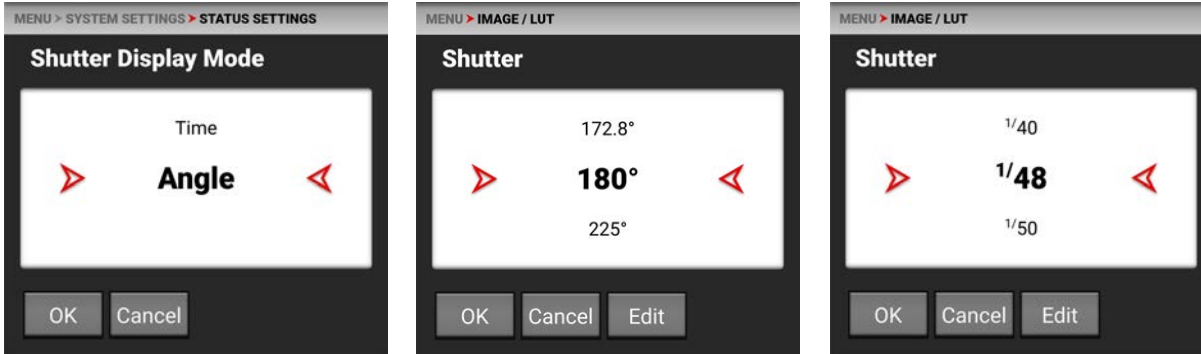 MENU > SYSTEM SETTINGS > STATUS SETTINGS
Shutter Display Mode
Time
Angle
OK Cancel
MENU > IMAGE / LUT
Shutter
172.8°
180°
225°
OK Cancel Edit
MENU > IMAGE / LUT
Shutter
1/40
1/48
1/50
OK Cancel Edit